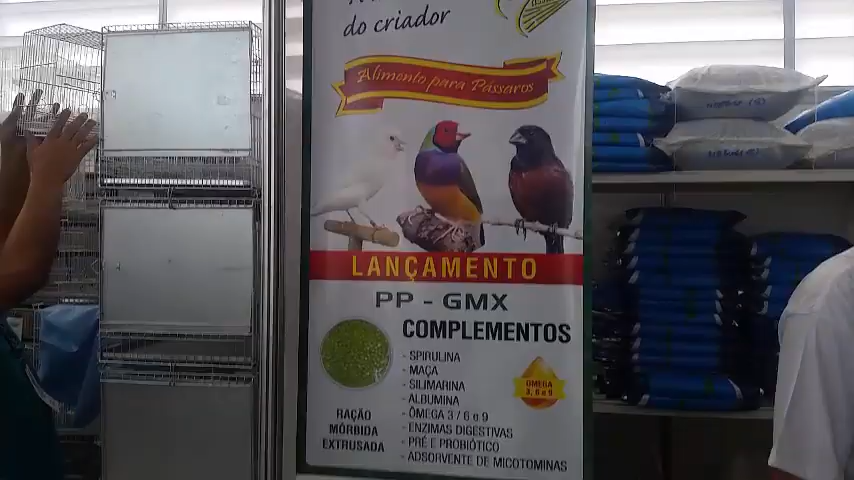 do criador
Alimento para Pássaros
LANÇAMENTO
PP - GMX
COMPLEMENTOS
- SPIRULINA
- MAÇA
- SILIMARINA
- ALBUMINA
- ÔMEGA 3 / 6 e 9
- ENZIMAS DIGESTIVAS
- PRÉ E PROBIÓTICO
- ADSORVENTE DE MICOTOMINAS
OMEGA
3, 6 e 9
RAÇÃO
MÓRBIDA
EXTRUSADA